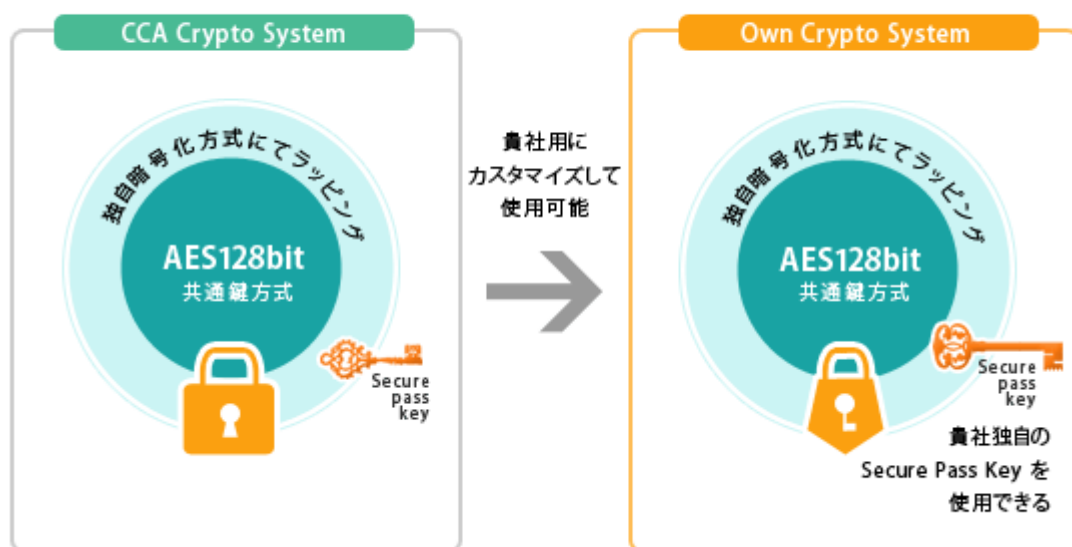 CCA Crypto System
独自暗号化方式にてラッピング
AES128bit
共通鍵方式
Secure
pass
key
貴社用に
カスタマイズして
使用可能
Own Crypto System
独自暗号化方式にてラッピング
AES128bit
共通鍵方式
Secure
pass
key
貴社独自の
Secure Pass Key を
使用できる